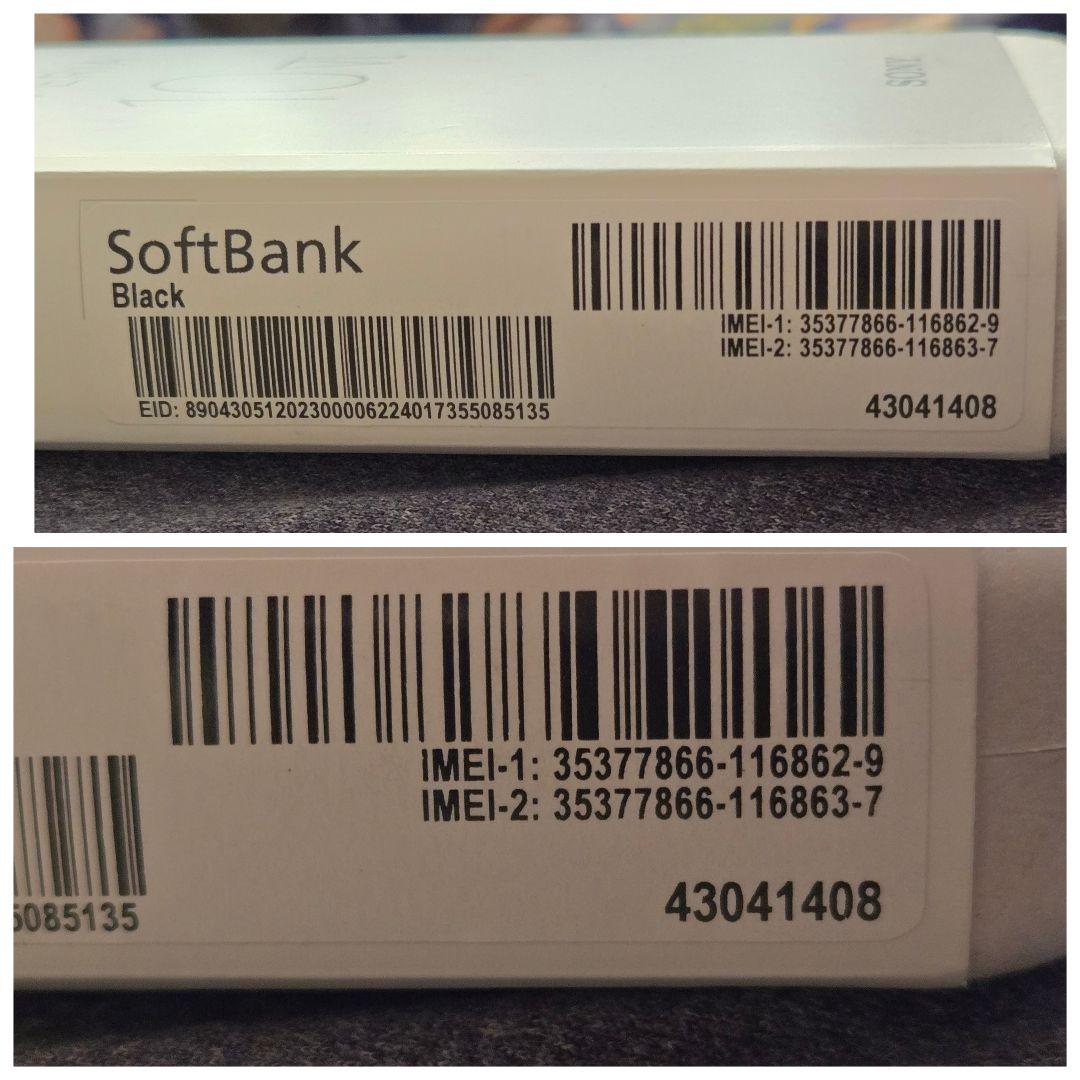 SONY
SoftBank
Black
EID: 89043051202300006224017355085135
IMEI-1: 35377866-116862-9
IMEI-2: 35377866-116863-7
43041408
IMEI-1: 35377866-116862-9
IMEI-2: 35377866-116863-7
5085135
43041408